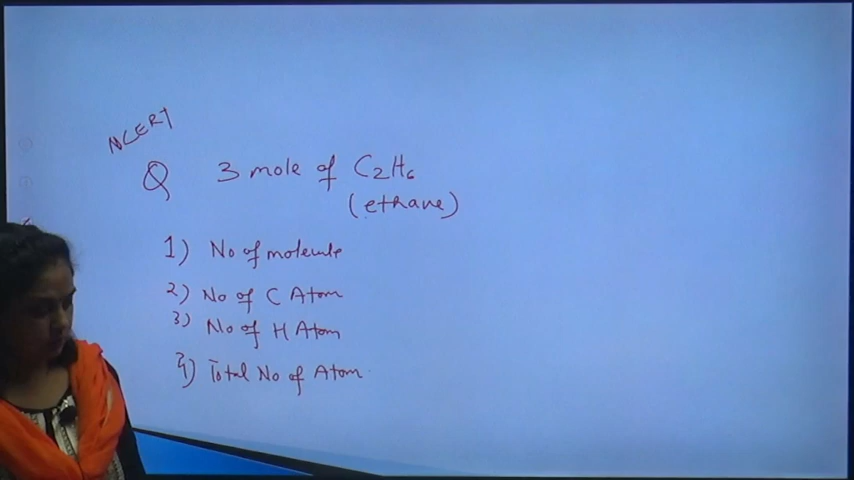 NCERT
Q 3 mole of C₂H₆
(ethane)
1) No of molecule
2) No of C Atom
3) No of H Atom
4) Total No of Atom